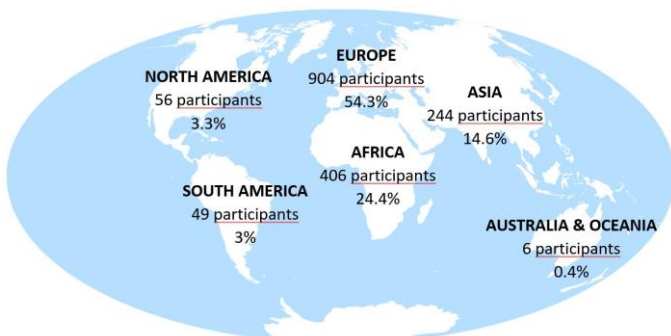 EUROPE
904 participants
54.3%
NORTH AMERICA
56 participants
3.3%
ASIA
244 participants
14.6%
AFRICA
406 participants
24.4%
SOUTH AMERICA
49 participants
3%
AUSTRALIA & OCEANIA
6 participants
0.4%